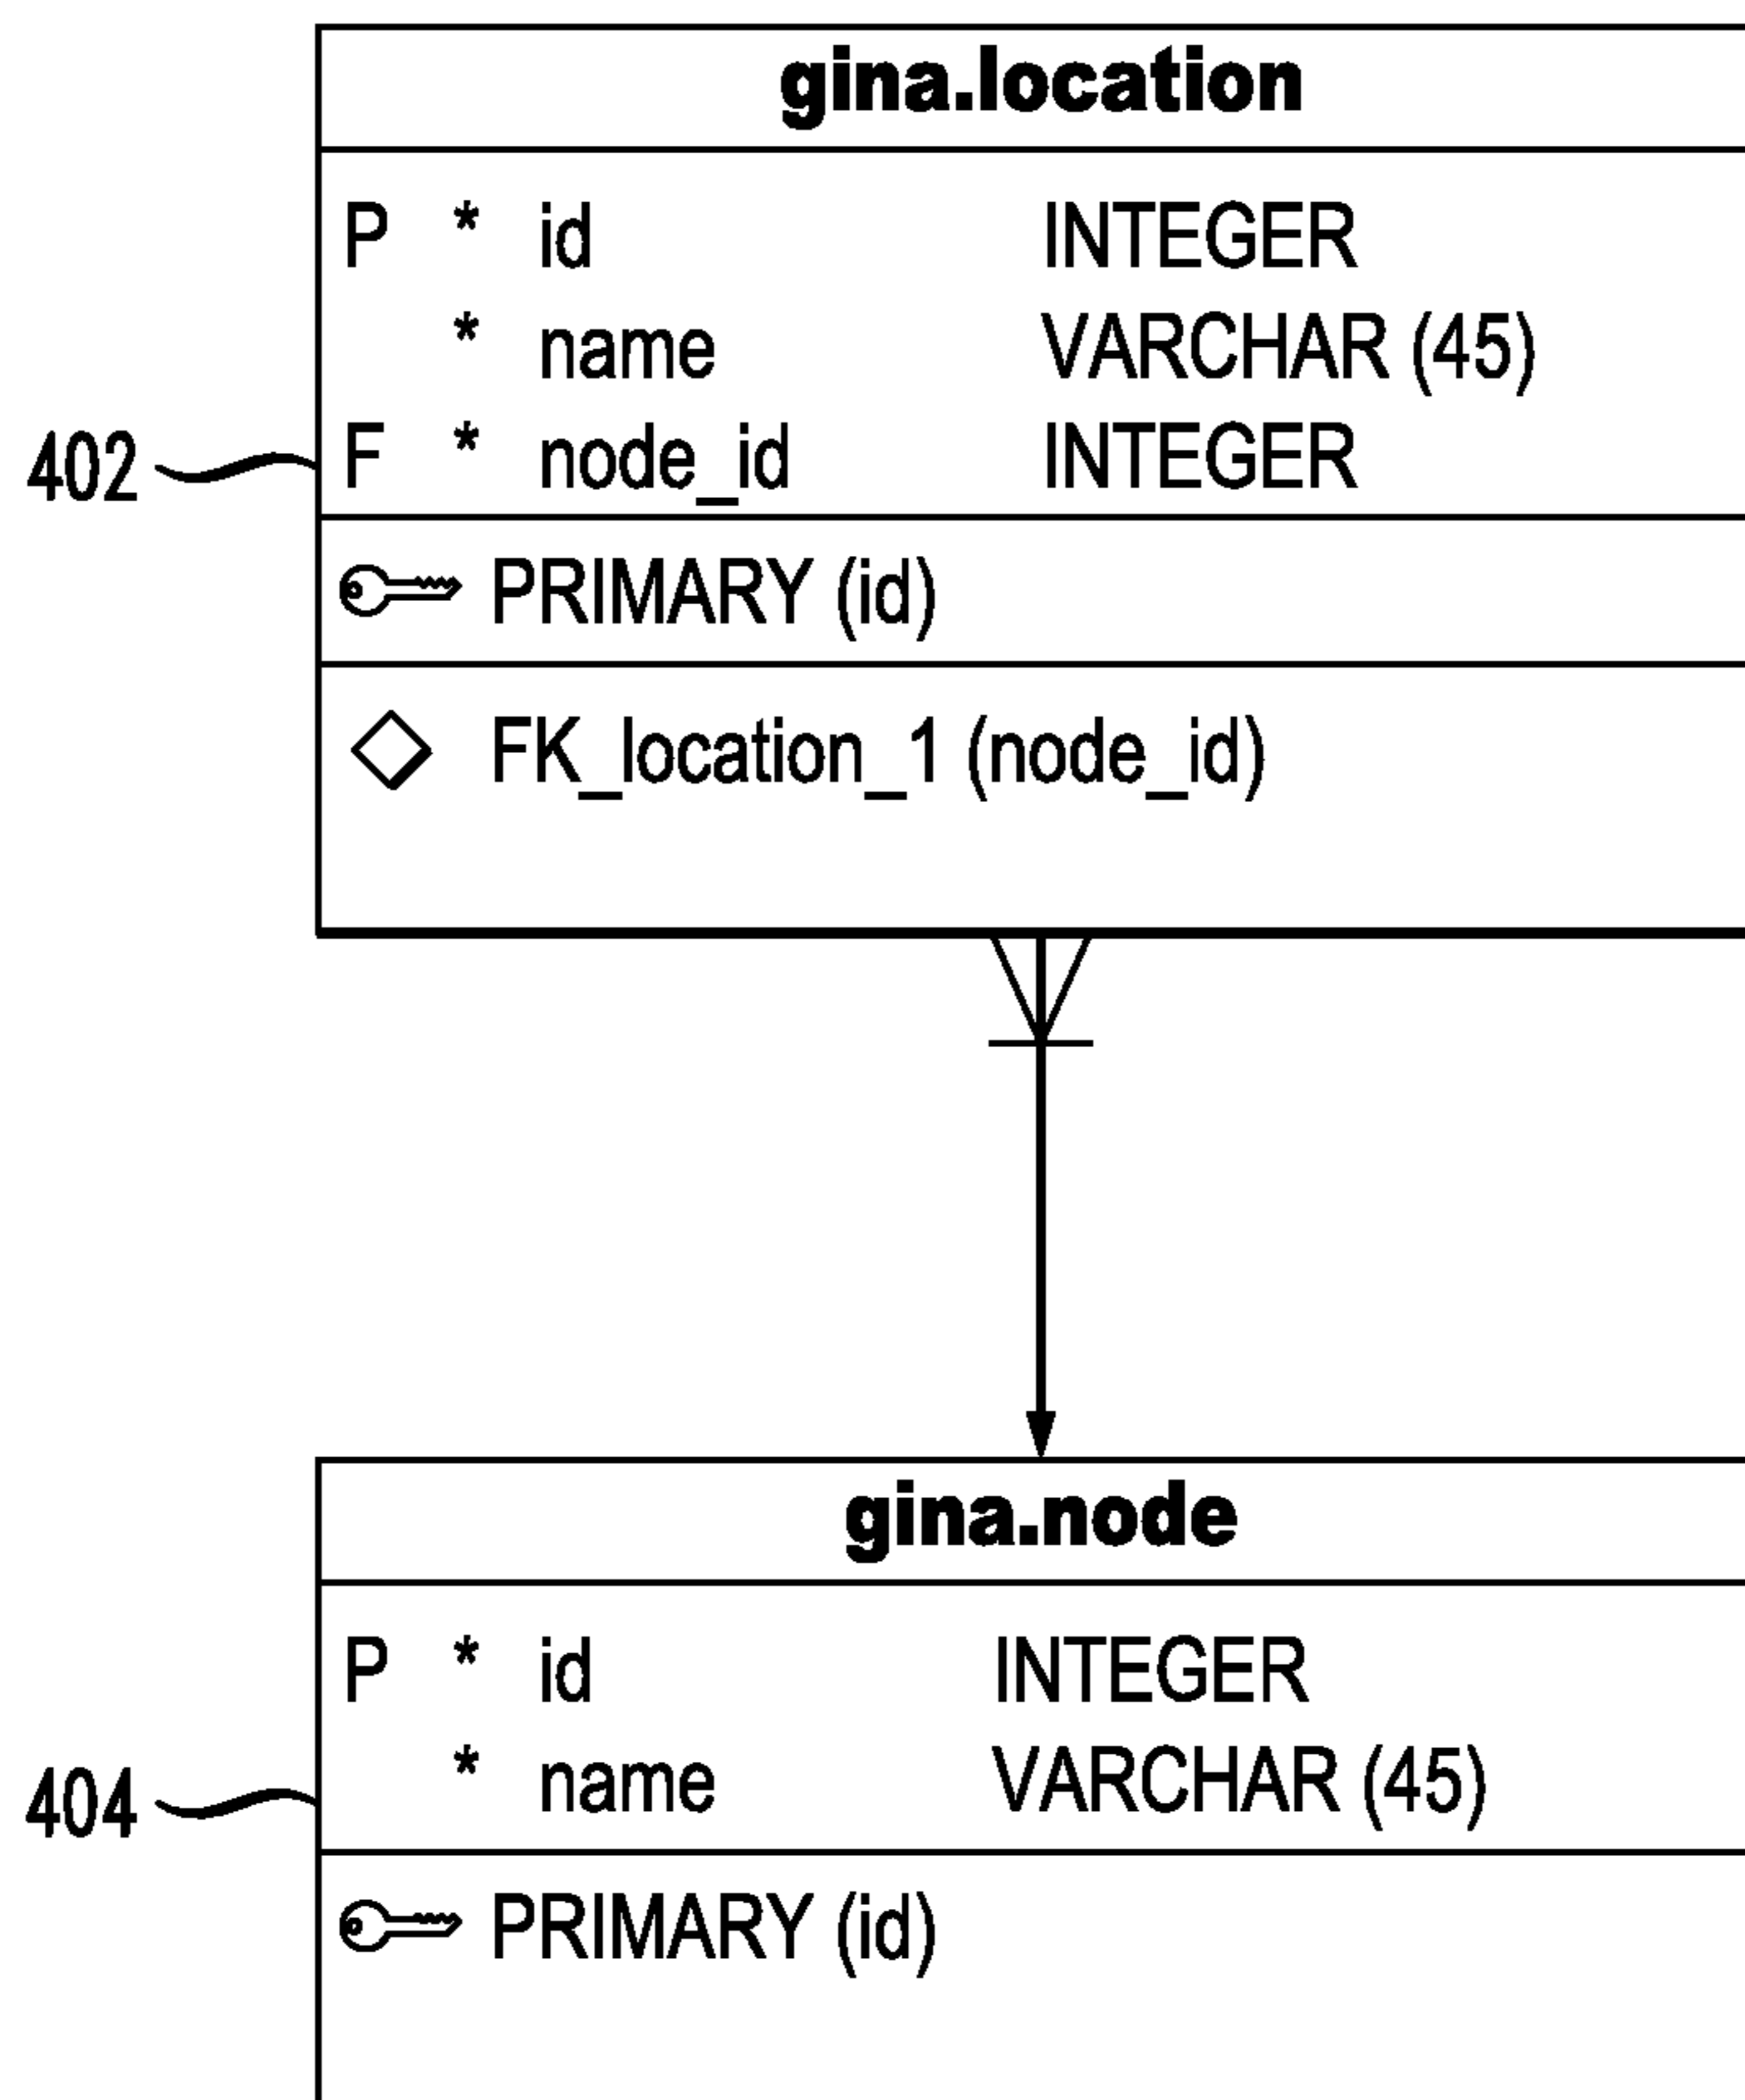 gina.location
P * id INTEGER
* name VARCHAR (45)
402 F * node_id INTEGER
PRIMARY (id)
FK_location_1 (node_id)
gina.node
P * id INTEGER
404 * name VARCHAR (45)
PRIMARY (id)